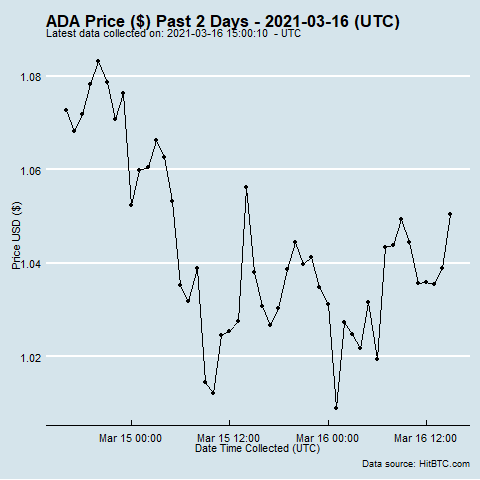 ADA Price ($) Past 2 Days - 2021-03-16 (UTC)
Latest data collected on: 2021-03-16 15:00:10  - UTC
1.08
1.06
1.04
1.02
Price USD ($)
Mar 15 00:00 Mar 15 12:00 Mar 16 00:00 Mar 16 12:00
Date Time Collected (UTC)
Data source: HitBTC.com